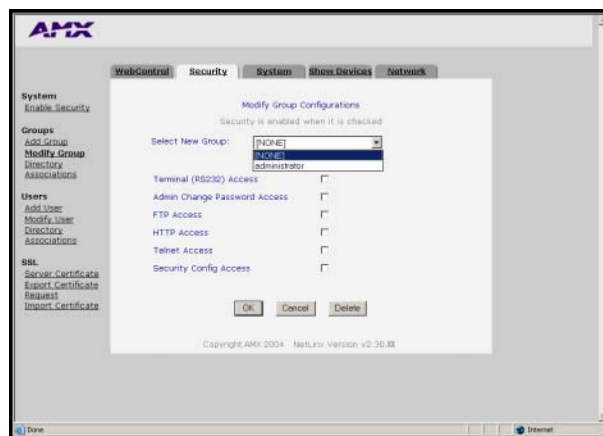 AMX
WebControl Security System Show Devices Network
System
Enable Security
Groups
Add Group
Modify Group
Directory
Associations
Users
Add User
Modify User
Directory
Associations
SSL
Server Certificate
Export Certificate
Request
Import Certificate
Modify Group Configurations
Security is enabled when it is checked
Select New Group: [NONE]
[NONE]
administrator
Terminal (RS232) Access
Admin Change Password Access
FTP Access
HTTP Access
Telnet Access
Security Config Access
OK Cancel Delete
Copyright AMX 2004 NetLinx Version v2.30.
Done Internet